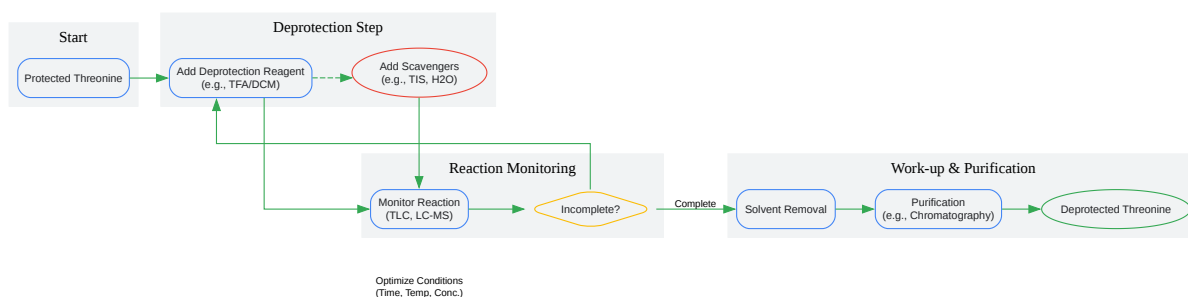 Start
Protected Threonine
Deprotection Step
Add Deprotection Reagent
(e.g., TFA/DCM)
Add Scavengers
(e.g., TIS, H2O)
Reaction Monitoring
Monitor Reaction
(TLC, LC-MS)
Incomplete?
Complete
Work-up & Purification
Solvent Removal
Purification
(e.g., Chromatography)
Deprotected Threonine
Optimize Conditions
(Time, Temp, Conc.)